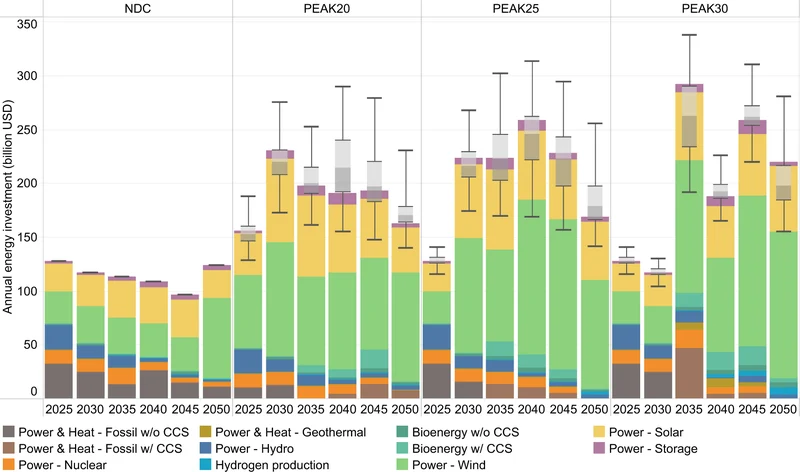 NDC PEAK20 PEAK25 PEAK30
Annual energy investment (billion USD)
350
300
250
200
150
100
50
0
2025 2030 2035 2040 2045 2050 2025 2030 2035 2040 2045 2050 2025 2030 2035 2040 2045 2050 2025 2030 2035 2040 2045 2050
Power & Heat - Fossil w/o CCS Power & Heat - Geothermal Bioenergy w/o CCS Power - Solar
Power & Heat - Fossil w/ CCS Power - Hydro Bioenergy w/ CCS Power - Storage
Power - Nuclear Hydrogen production Power - Wind